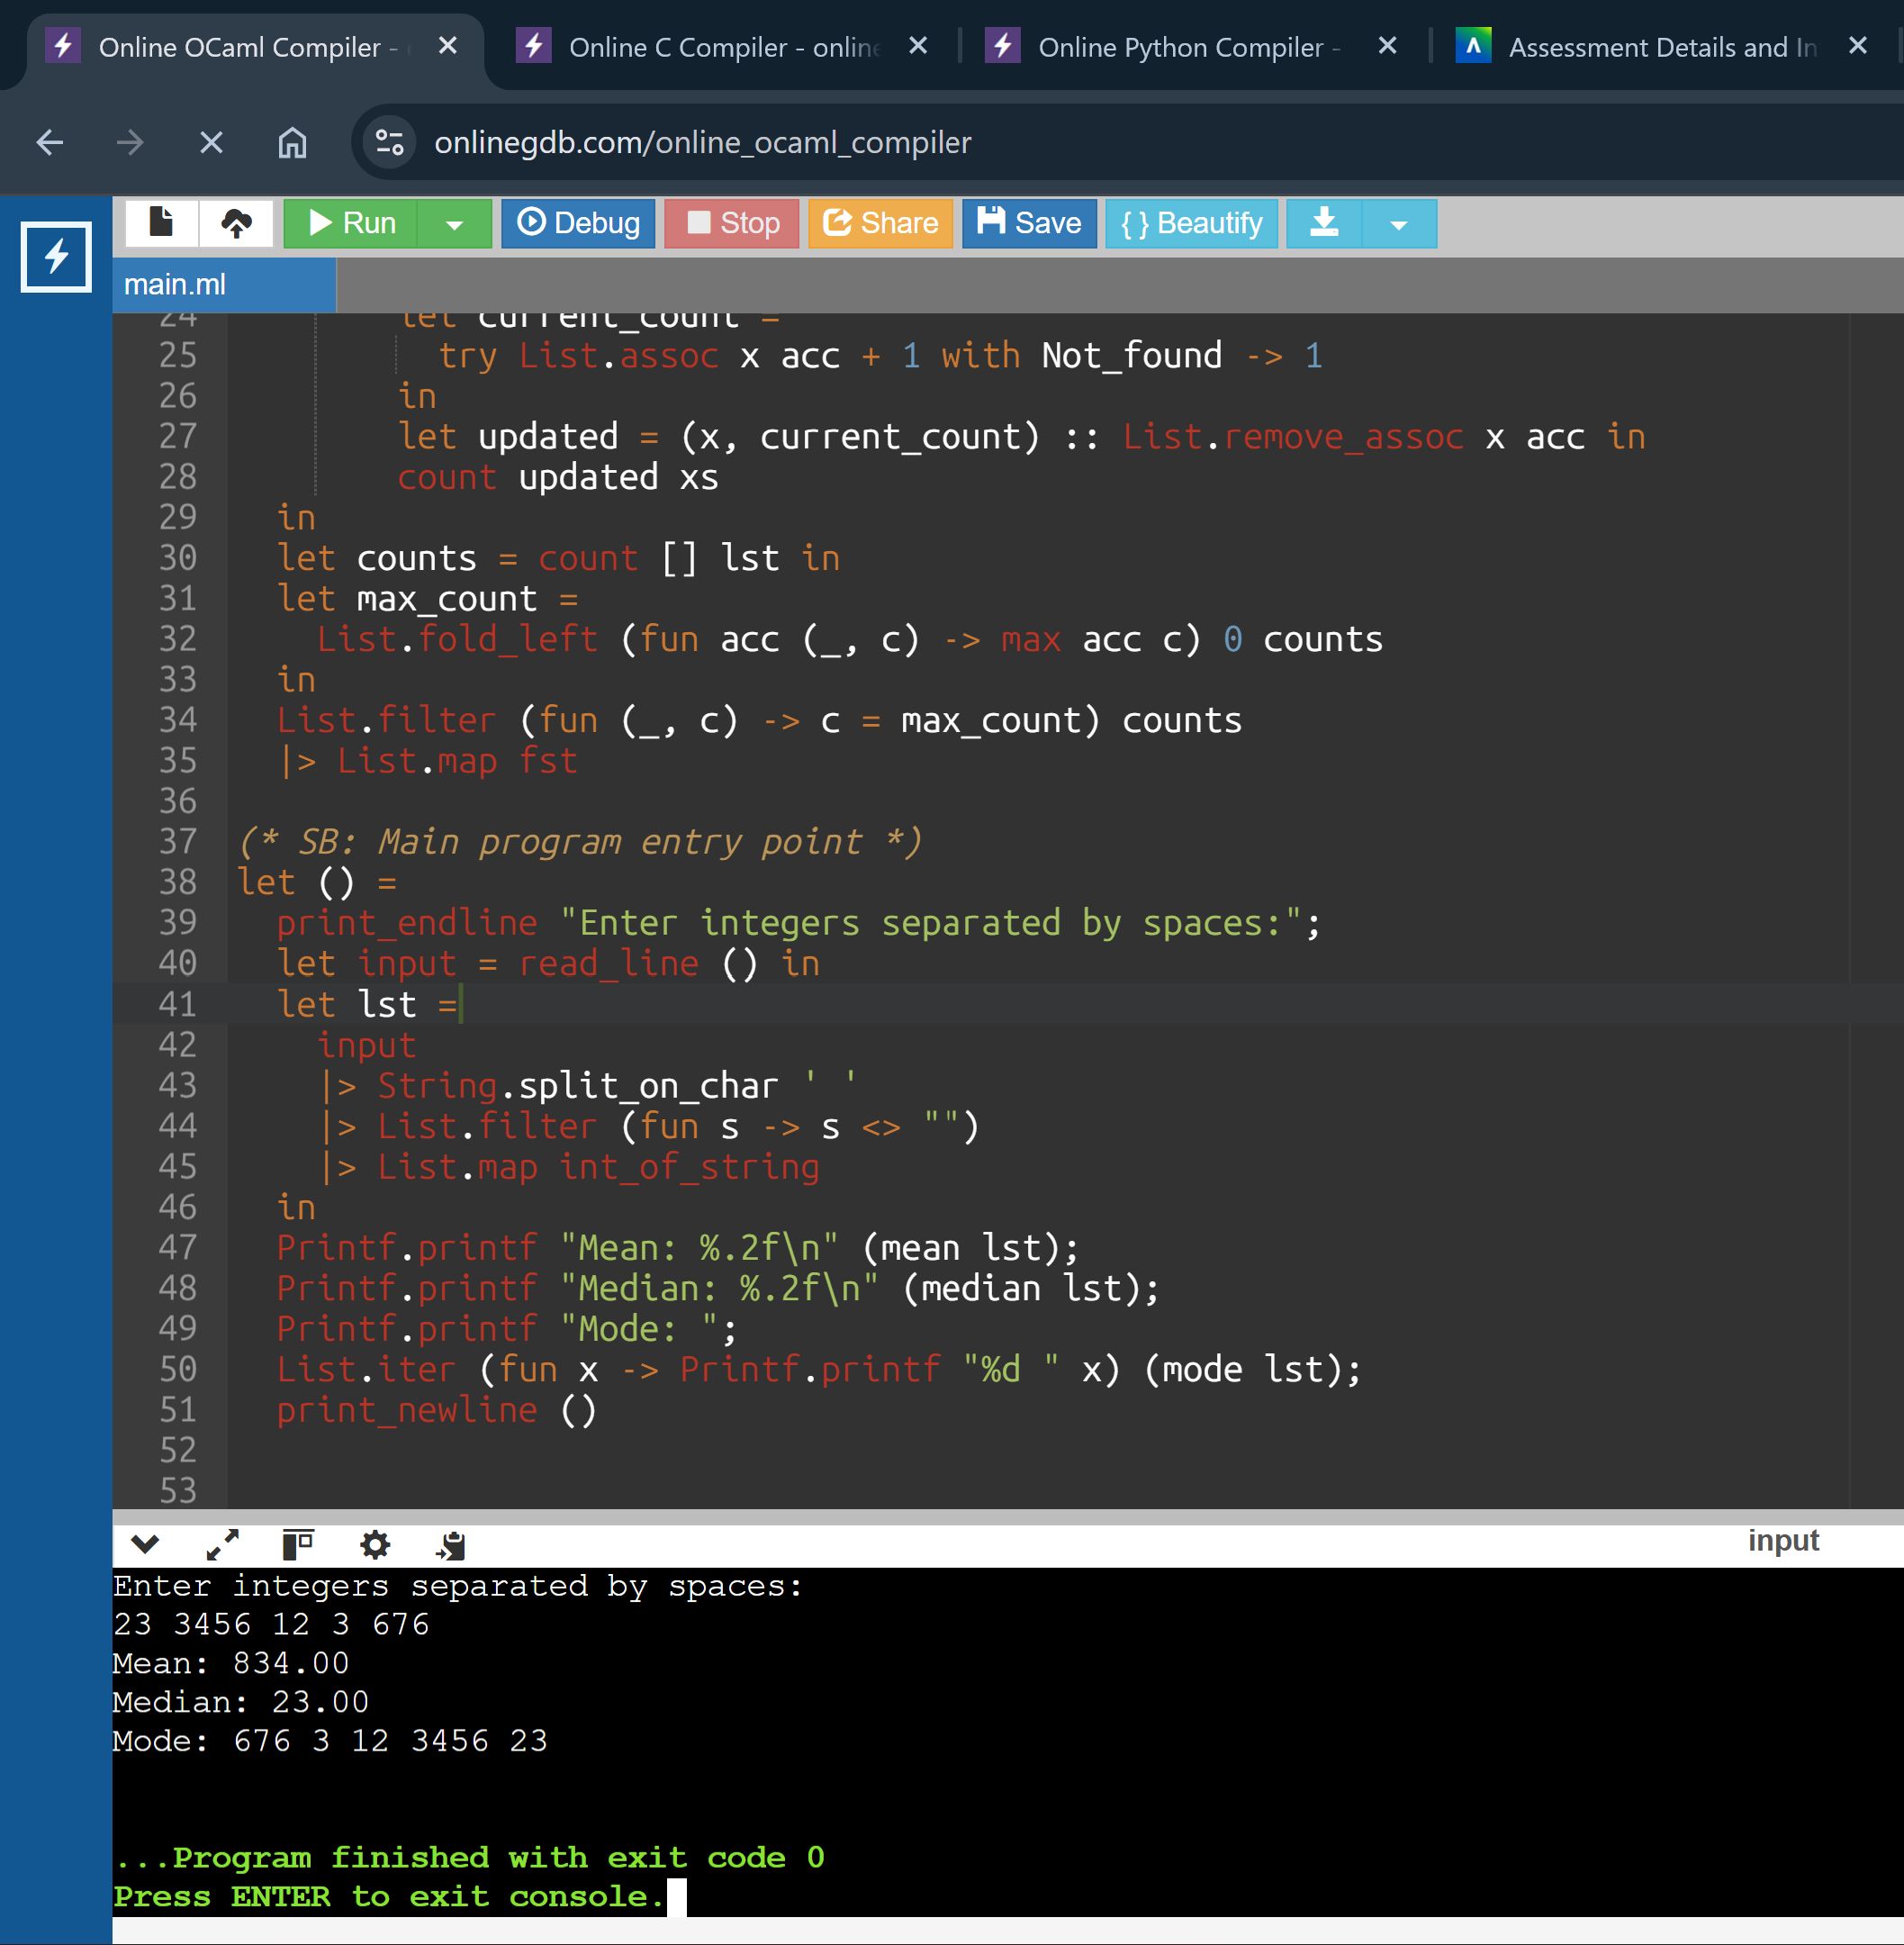 Online OCaml Compiler -
Online C Compiler - online
Online Python Compiler -
Assessment Details and In
onlinegdb.com/online_ocaml_compiler
Run
Debug
Stop
Share
Save
{ } Beautify
main.ml
24 let current_count =
25 try List.assoc x acc + 1 with Not_found -> 1
26 in
27 let updated = (x, current_count) :: List.remove_assoc x acc in
28 count updated xs
29 in
30 let counts = count [] lst in
31 let max_count =
32 List.fold_left (fun acc (_, c) -> max acc c) 0 counts
33 in
34 List.filter (fun (_, c) -> c = max_count) counts
35 |> List.map fst
36
37 (* SB: Main program entry point *)
38 let () =
39 print_endline "Enter integers separated by spaces:";
40 let input = read_line () in
41 let lst =
42 input
43 |> String.split_on_char ' '
44 |> List.filter (fun s -> s <> "")
45 |> List.map int_of_string
46 in
47 Printf.printf "Mean: %.2f\n" (mean lst);
48 Printf.printf "Median: %.2f\n" (median lst);
49 Printf.printf "Mode: ";
50 List.iter (fun x -> Printf.printf "%d " x) (mode lst);
51 print_newline ()
52
53
input
Enter integers separated by spaces:
23 3456 12 3 676
Mean: 834.00
Median: 23.00
Mode: 676 3 12 3456 23
...Program finished with exit code 0
Press ENTER to exit console.